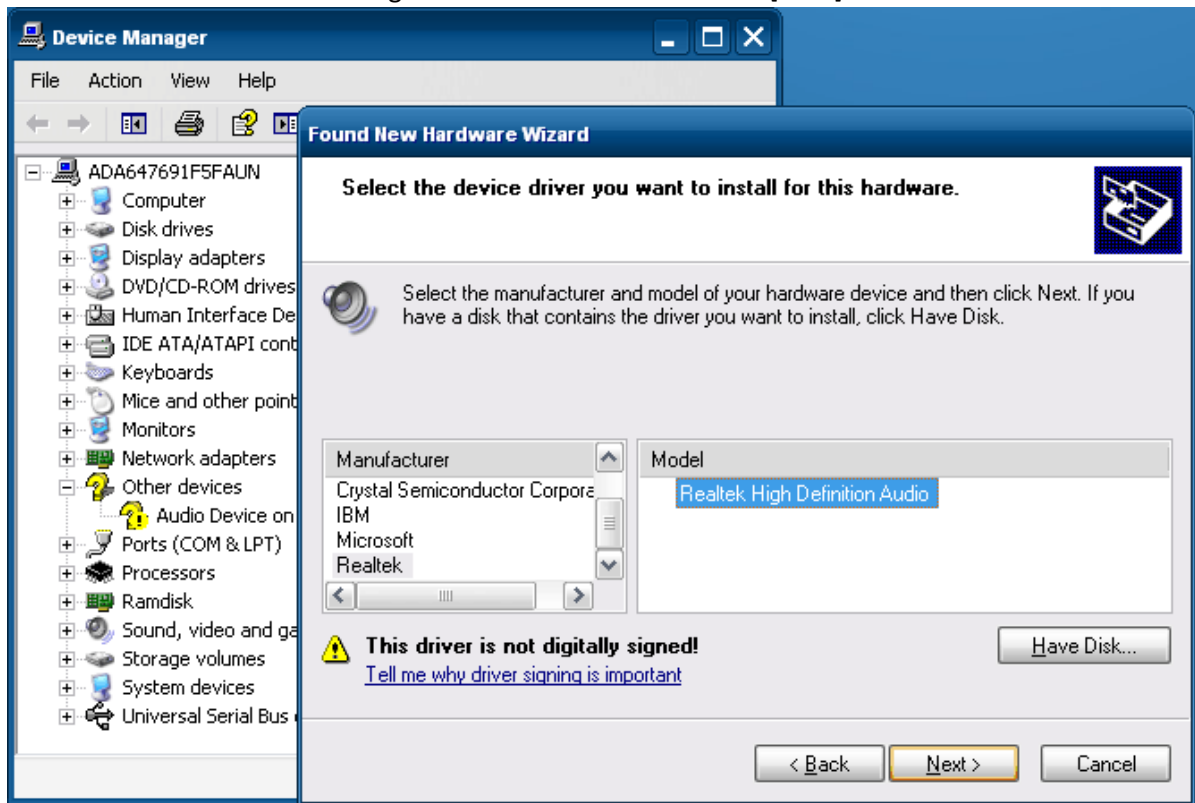 Device Manager
File Action View Help
ADA647691F5FAUN
Computer
Disk drives
Display adapters
DVD/CD-ROM drives
Human Interface De
IDE ATA/ATAPI cont
Keyboards
Mice and other point
Monitors
Network adapters
Other devices
Audio Device on
Ports (COM & LPT)
Processors
Ramdisk
Sound, video and ga
Storage volumes
System devices
Universal Serial Bus
Found New Hardware Wizard
Select the device driver you want to install for this hardware.
Select the manufacturer and model of your hardware device and then click Next. If you
have a disk that contains the driver you want to install, click Have Disk.
Manufacturer
Crystal Semiconductor Corpora
IBM
Microsoft
Realtek
Model
Realtek High Definition Audio
This driver is not digitally signed!
Tell me why driver signing is important
Have Disk...
< Back Next > Cancel